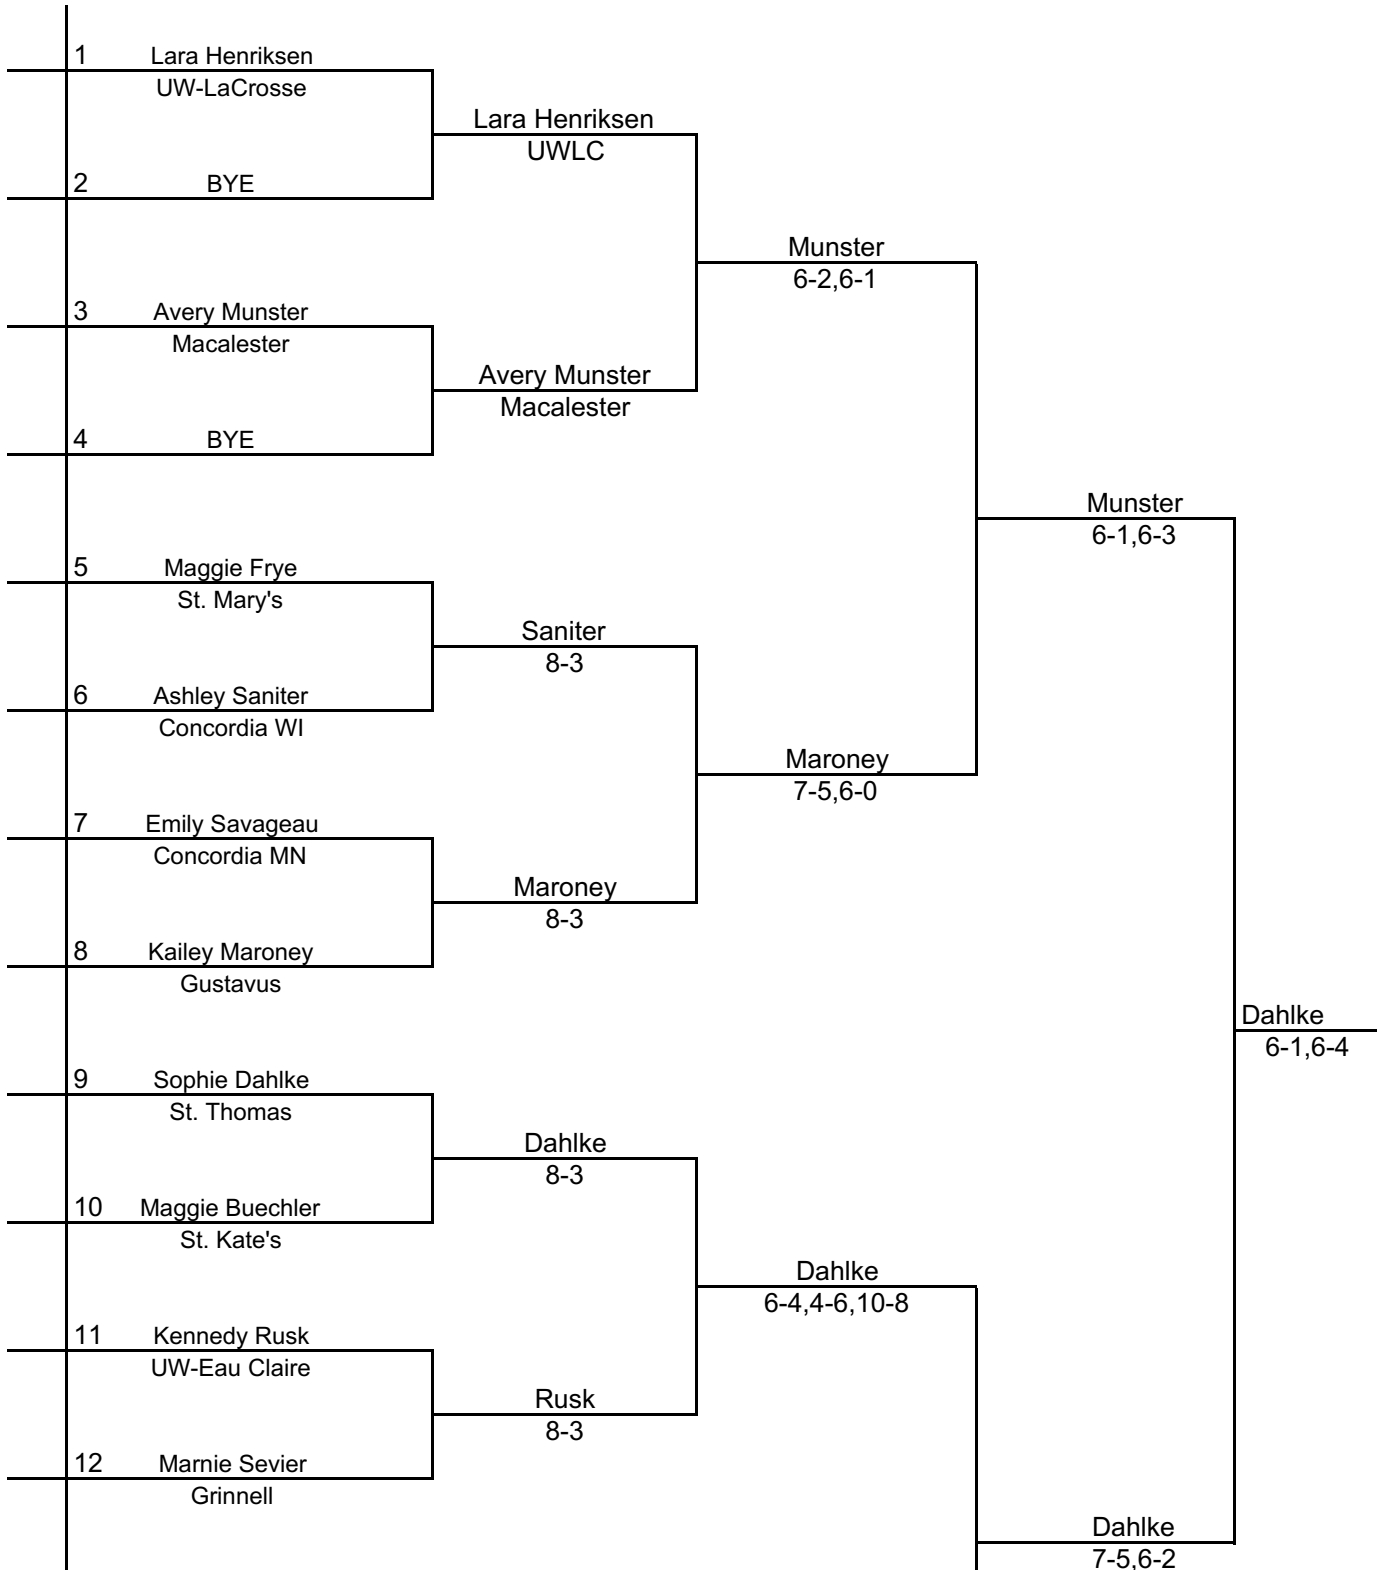 1 Lara Henriksen
UW-LaCrosse
Lara Henriksen
UWLC
2 BYE
Munster
6-2,6-1
3 Avery Munster
Macalester
Avery Munster
Macalester
4 BYE
Munster
6-1,6-3
5 Maggie Frye
St. Mary's
Saniter
8-3
6 Ashley Saniter
Concordia WI
Maroney
7-5,6-0
7 Emily Savageau
Concordia MN
Maroney
8-3
8 Kailey Maroney
Gustavus
Dahlke
6-1,6-4
9 Sophie Dahlke
St. Thomas
Dahlke
8-3
10 Maggie Buechler
St. Kate's
Dahlke
6-4,4-6,10-8
11 Kennedy Rusk
UW-Eau Claire
Rusk
8-3
12 Marnie Sevier
Grinnell
Dahlke
7-5,6-2